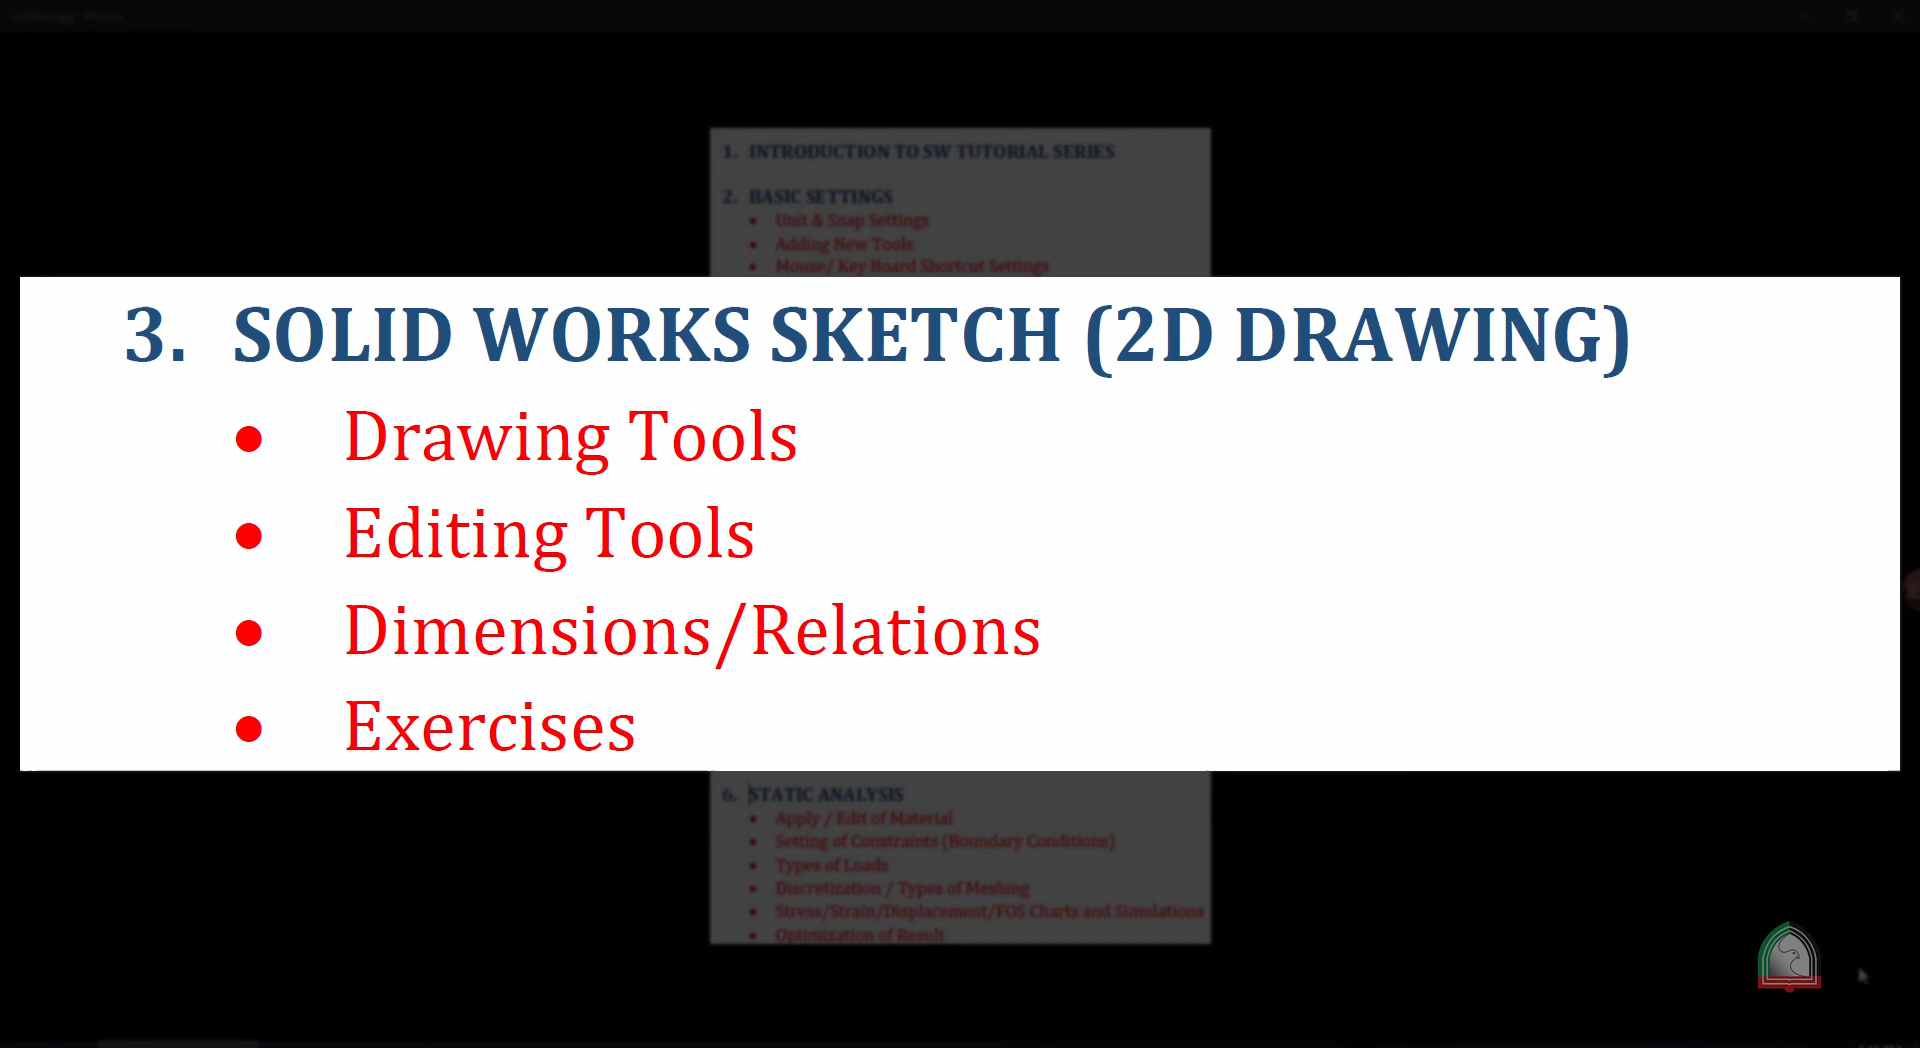 1. INTRODUCTION TO SW TUTORIAL SERIES
2. BASIC SETTINGS
• Unit & Snap Settings
• Adding New Tools
• Mouse/ Key Board Shortcut Settings
3. SOLID WORKS SKETCH (2D DRAWING)
• Drawing Tools
• Editing Tools
• Dimensions/Relations
• Exercises
6. STATIC ANALYSIS
• Apply / Edit of Material
• Setting of Constraints (Boundary Conditions)
• Types of Loads
• Discretization / Types of Meshing
• Stress/Strain/Displacement/FOS Charts and Simulations
• Optimization of Result